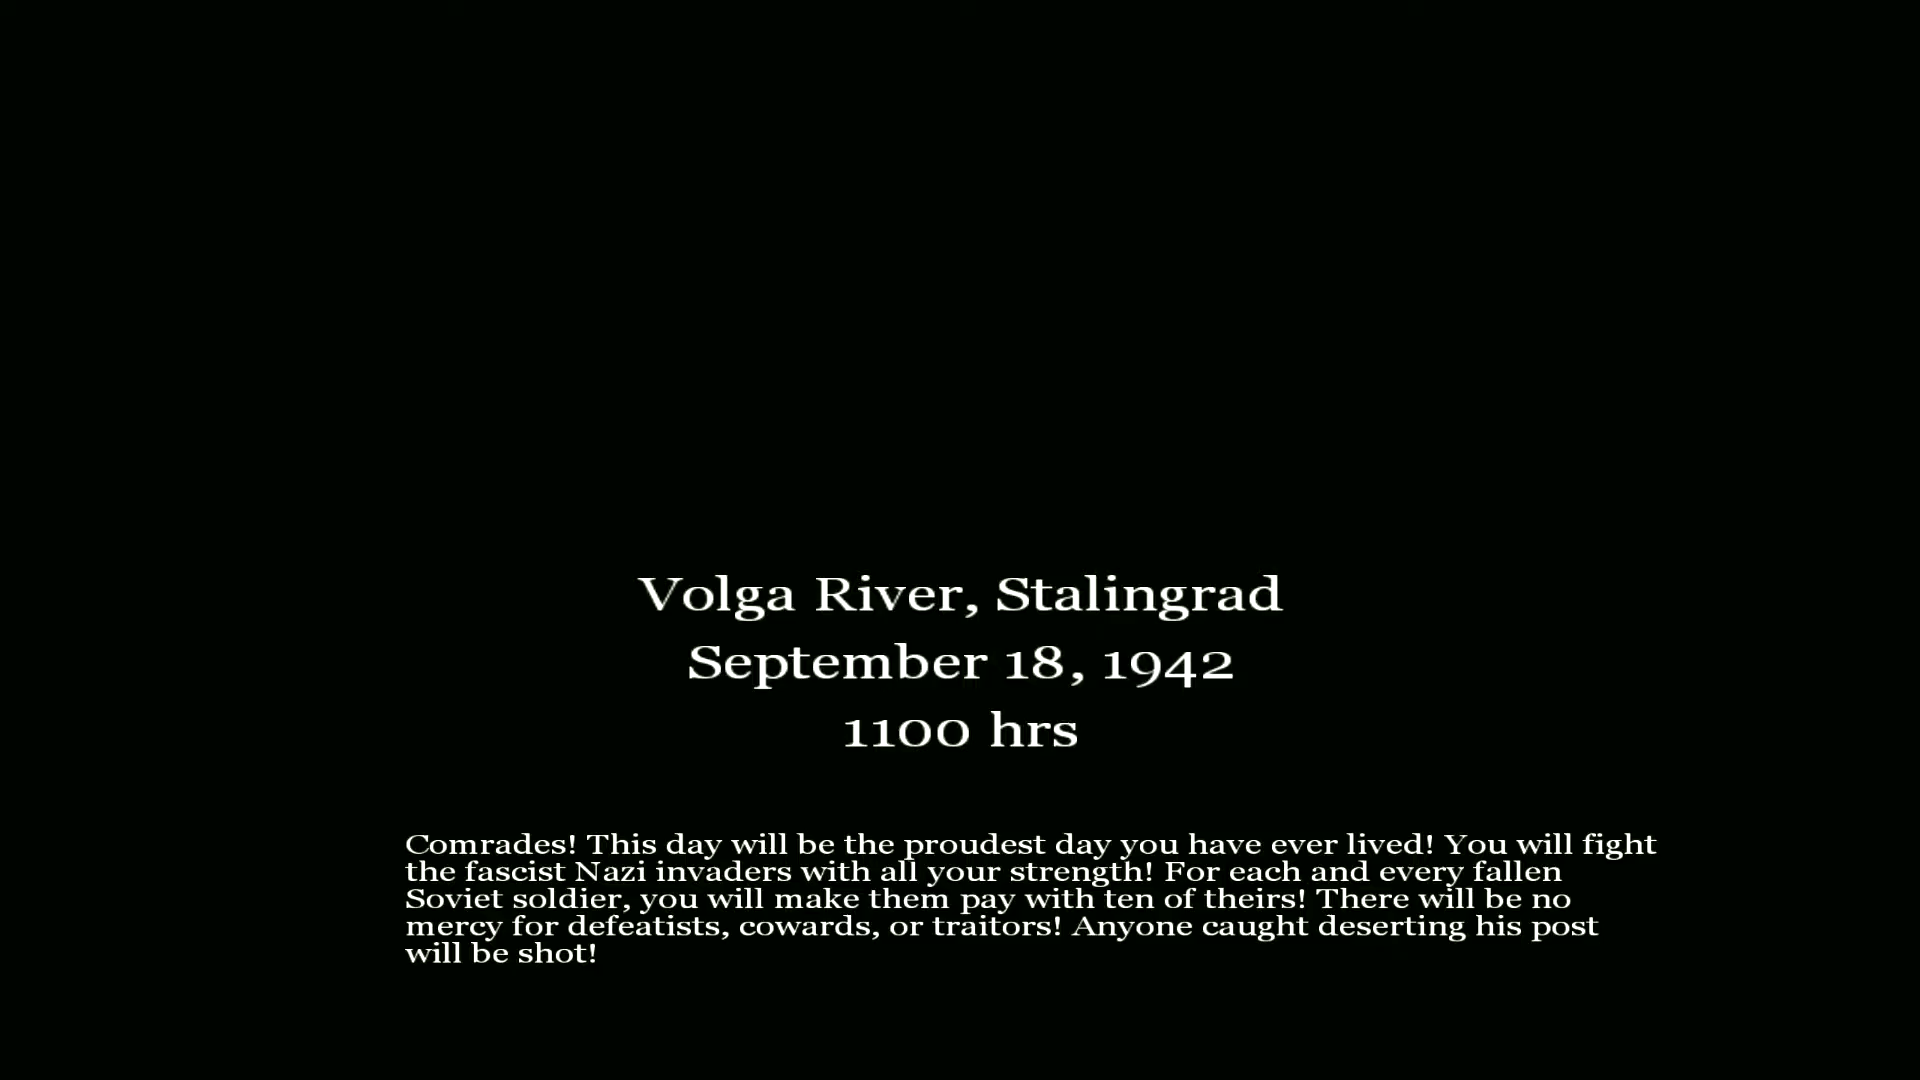 Volga River, Stalingrad
September 18, 1942
1100 hrs
Comrades! This day will be the proudest day you have ever lived! You will fight
the fascist Nazi invaders with all your strength! For each and every fallen
Soviet soldier, you will make them pay with ten of theirs! There will be no
mercy for defeatists, cowards, or traitors! Anyone caught deserting his post
will be shot!